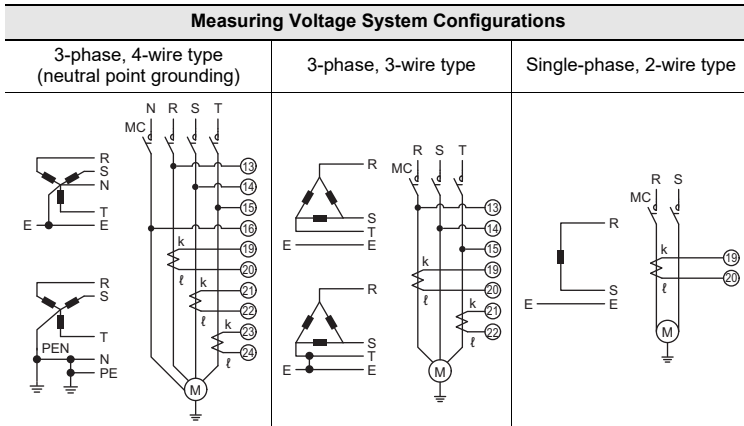 Measuring Voltage System Configurations
3-phase, 4-wire type
(neutral point grounding)
3-phase, 3-wire type
Single-phase, 2-wire type
R
S
N
T
E E
R
S
T
PEN
N
PE
N R S T
MC
13
14
15
16
k
19
20
ℓ
k
21
22
ℓ
k
23
24
ℓ
M
R
S
T
E E
R
S
T
E E
R S T
MC
13
14
15
k
19
20
ℓ
k
21
22
ℓ
M
R
S
E E
R S
MC
k
19
20
ℓ
M